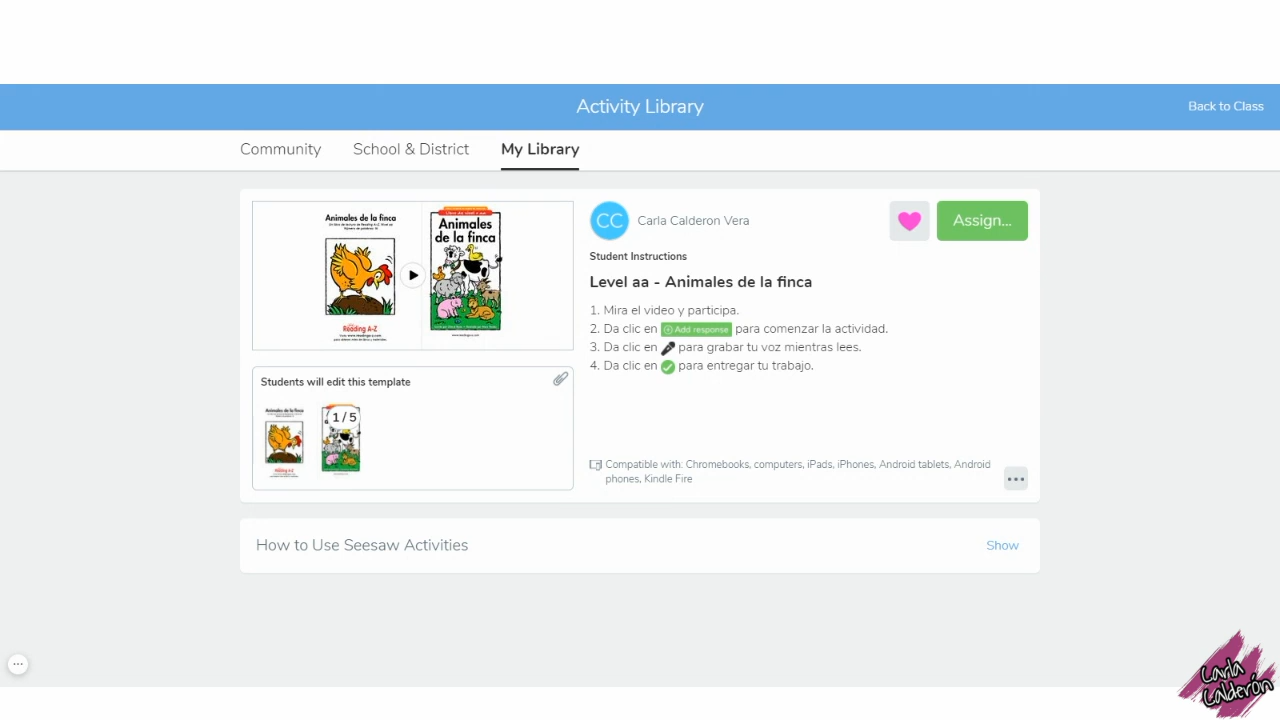 Activity Library
Back to Class
Community
School & District
My Library
Animales de la finca
Animales
de la finca
Reading A-Z
CC
Carla Calderon Vera
Assign...
Student Instructions
Level aa - Animales de la finca
1. Mira el video y participa.
2. Da clic en Add response para comenzar la actividad.
3. Da clic en para grabar tu voz mientras lees.
4. Da clic en para entregar tu trabajo.
Students will edit this template
Animales de la finca
1 / 5
Compatible with: Chromebooks, computers, iPads, iPhones, Android tablets, Android
phones, Kindle Fire
How to Use Seesaw Activities
Show
Carla
Calderón